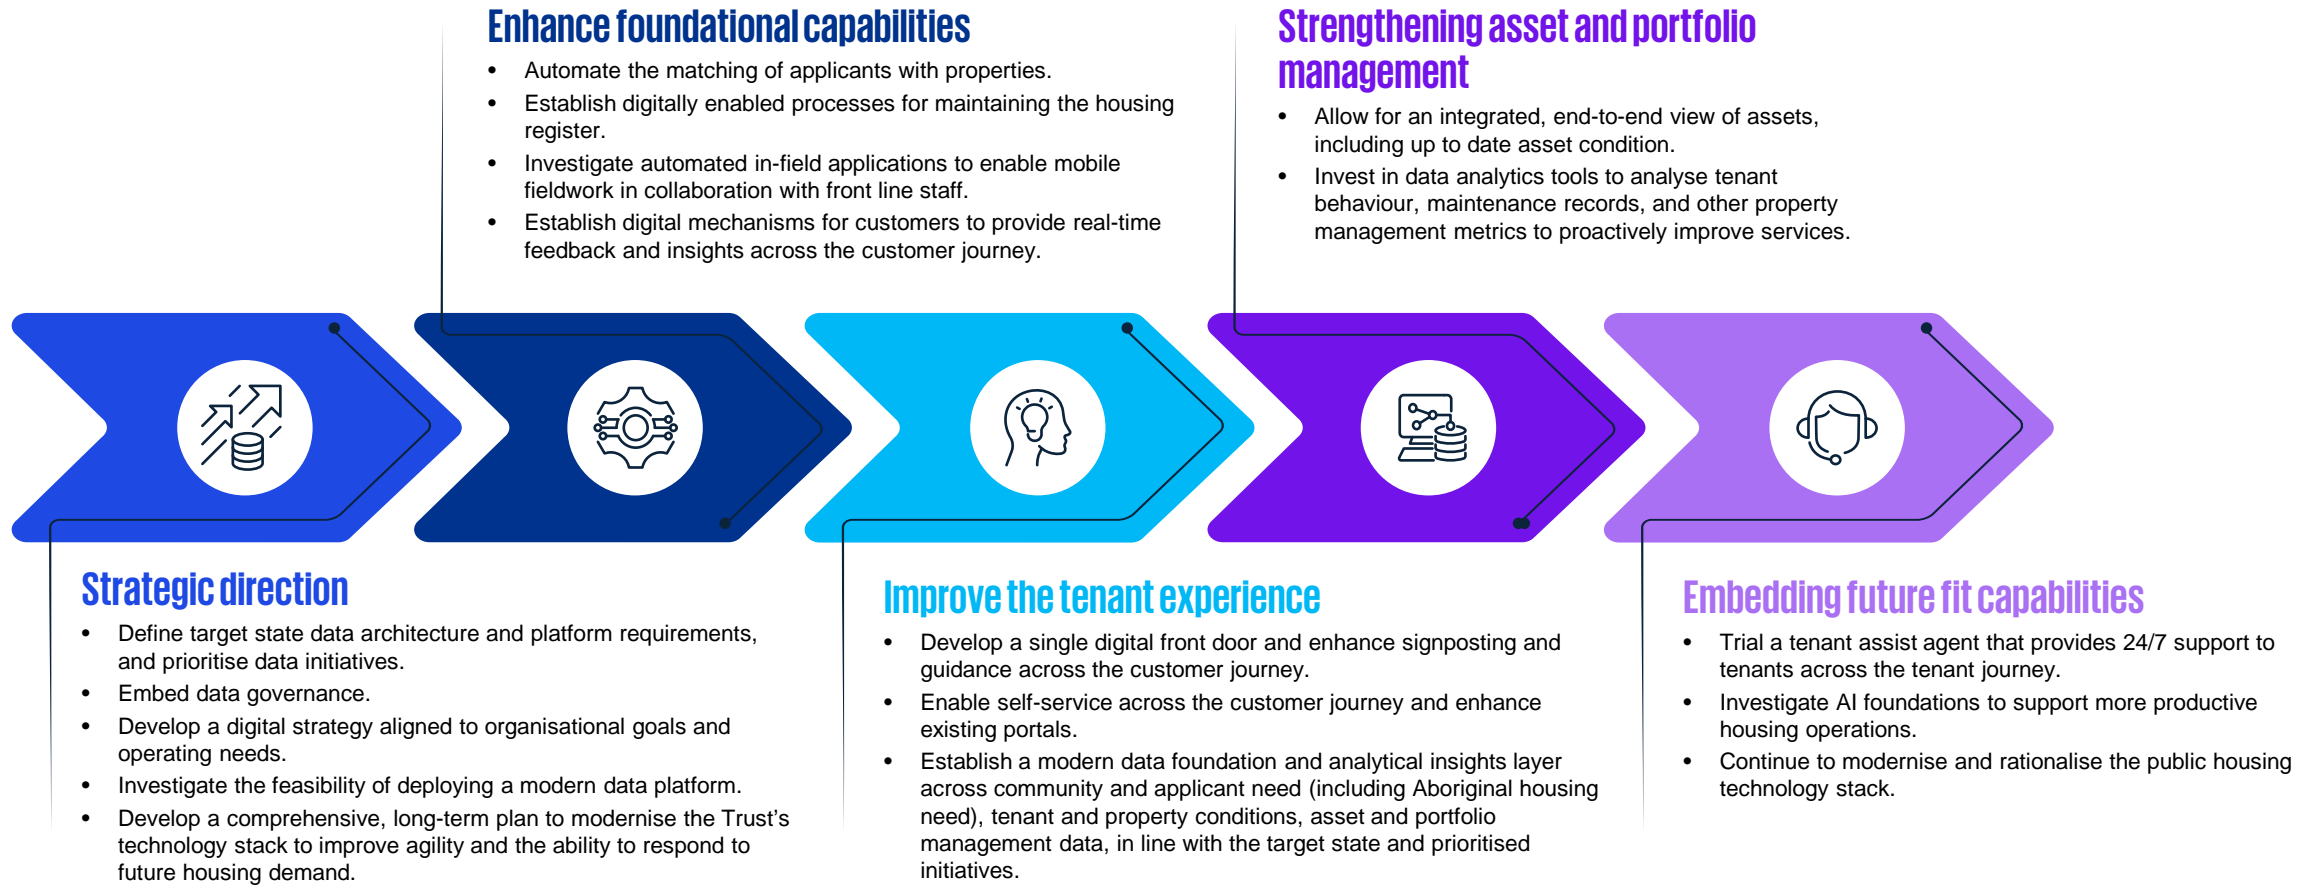 Enhance foundational capabilities
• Automate the matching of applicants with properties.
• Establish digitally enabled processes for maintaining the housing
register.
• Investigate automated in-field applications to enable mobile
fieldwork in collaboration with front line staff.
• Establish digital mechanisms for customers to provide real-time
feedback and insights across the customer journey.
Strengthening asset and portfolio
management
• Allow for an integrated, end-to-end view of assets,
including up to date asset condition.
• Invest in data analytics tools to analyse tenant
behaviour, maintenance records, and other property
management metrics to proactively improve services.
Strategic direction
• Define target state data architecture and platform requirements,
and prioritise data initiatives.
• Embed data governance.
• Develop a digital strategy aligned to organisational goals and
operating needs.
• Investigate the feasibility of deploying a modern data platform.
• Develop a comprehensive, long-term plan to modernise the Trust’s
technology stack to improve agility and the ability to respond to
future housing demand.
Improve the tenant experience
• Develop a single digital front door and enhance signposting and
guidance across the customer journey.
• Enable self-service across the customer journey and enhance
existing portals.
• Establish a modern data foundation and analytical insights layer
across community and applicant need (including Aboriginal housing
need), tenant and property conditions, asset and portfolio
management data, in line with the target state and prioritised
initiatives.
Embedding future fit capabilities
• Trial a tenant assist agent that provides 24/7 support to
tenants across the tenant journey.
• Investigate AI foundations to support more productive
housing operations.
• Continue to modernise and rationalise the public housing
technology stack.